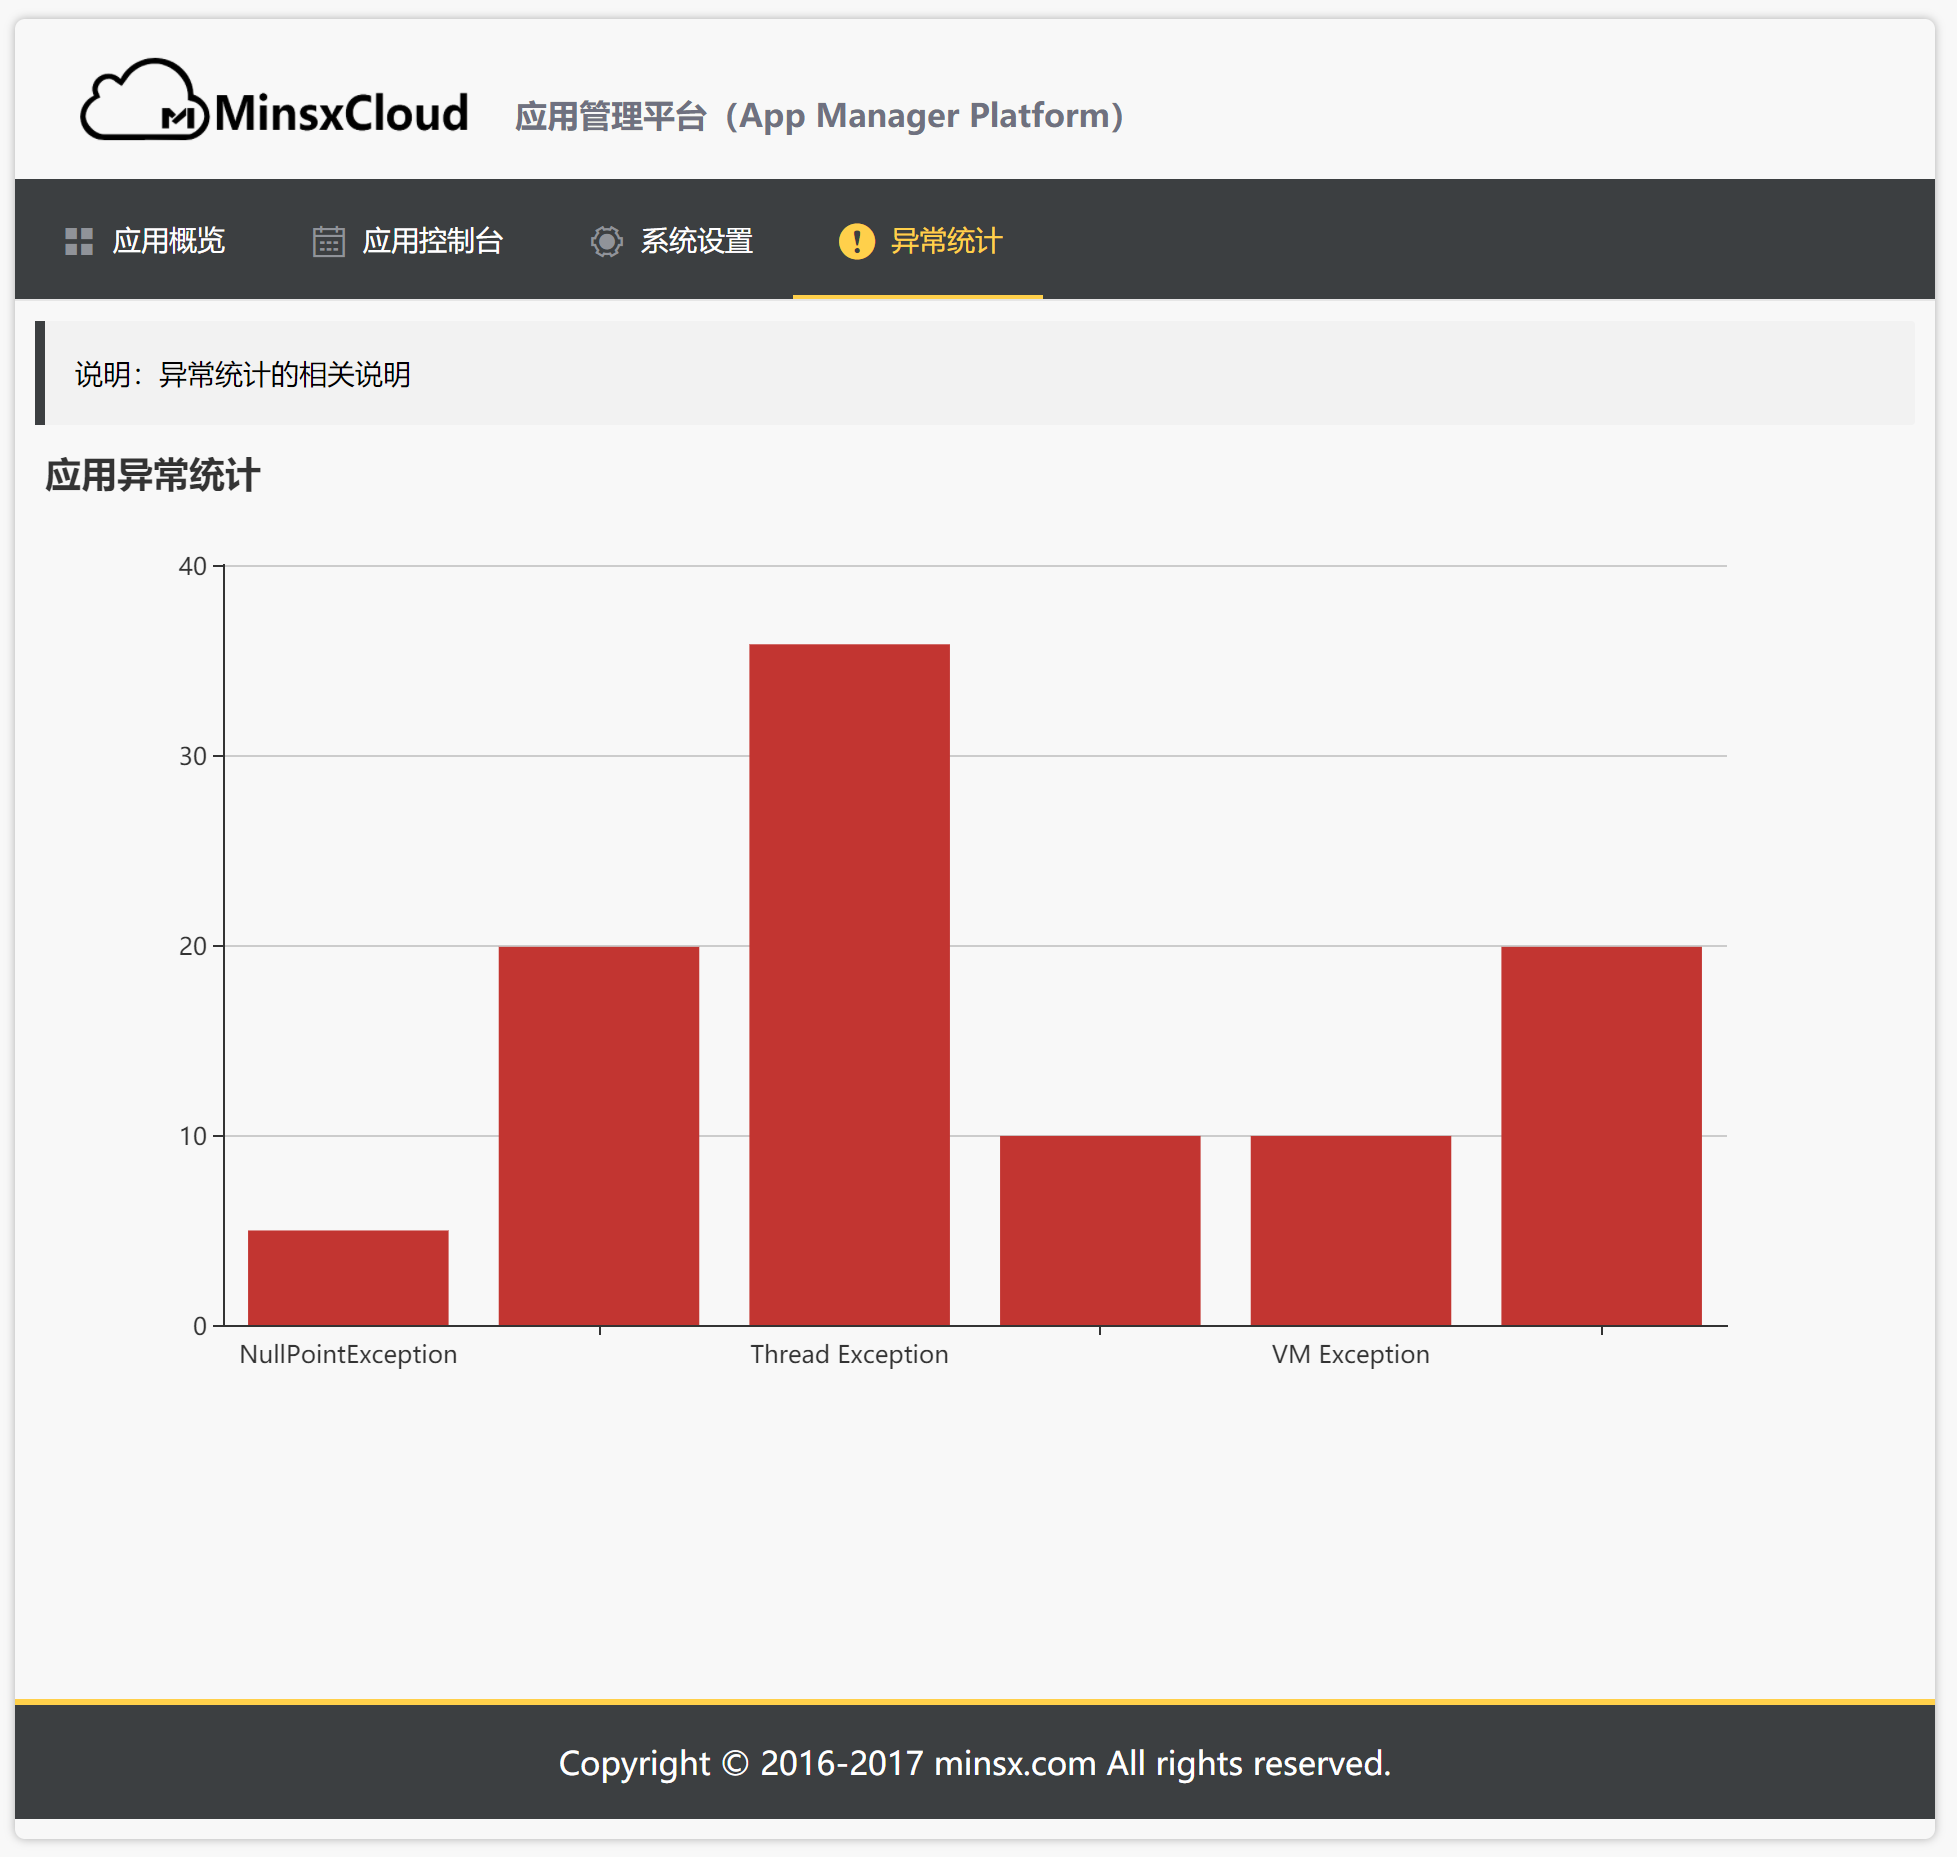 MinsxCloud 应用管理平台（App Manager Platform）
应用概览 应用控制台 系统设置 异常统计
说明：异常统计的相关说明
应用异常统计
40
30
20
10
0
NullPointException Thread Exception VM Exception
Copyright © 2016-2017 minsx.com All rights reserved.